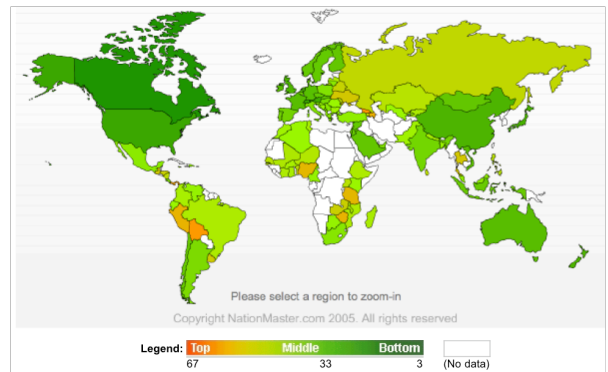 Please select a region to zoom-in
Copyright NationMaster.com 2005. All rights reserved
Legend: Top Middle Bottom
67 33 3 (No data)